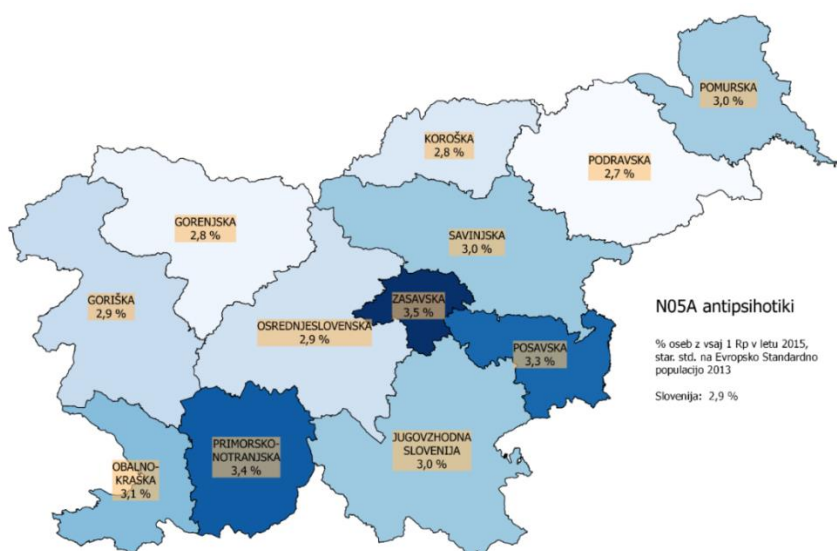 POMURSKA
3,0 %
KOROŠKA
2,8 %
PODRAVSKA
2,7 %
GORENJSKA
2,8 %
SAVINJSKA
3,0 %
GORIŠKA
2,9 %
ZASAVSKA
3,5 %
OSREDNJESLOVENSKA
2,9 %
POSAVSKA
3,3 %
PRIMORSKO-
NOTRANJSKA
3,4 %
JUGOVZHODNA
SLOVENIJA
3,0 %
OBALNO-
KRAŠKA
3,1 %
N05A antipsihotiki
% oseb z vsaj 1 Rp v letu 2015,
star. std. na Evropsko Standardno
populacijo 2013
Slovenija: 2,9 %